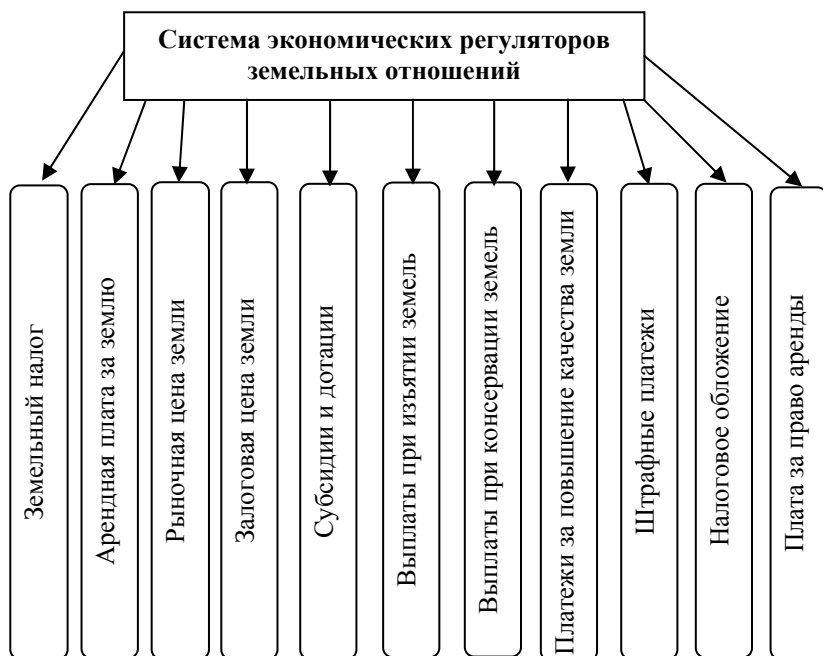 Система экономических регуляторов
земельных отношений
Земельный налог
Арендная плата за землю
Рыночная цена земли
Залоговая цена земли
Субсидии и дотации
Выплаты при изъятии земель
Выплаты при консервации земель
Платежи за повышение качества земли
Штрафные платежи
Налоговое обложение
Плата за право аренды